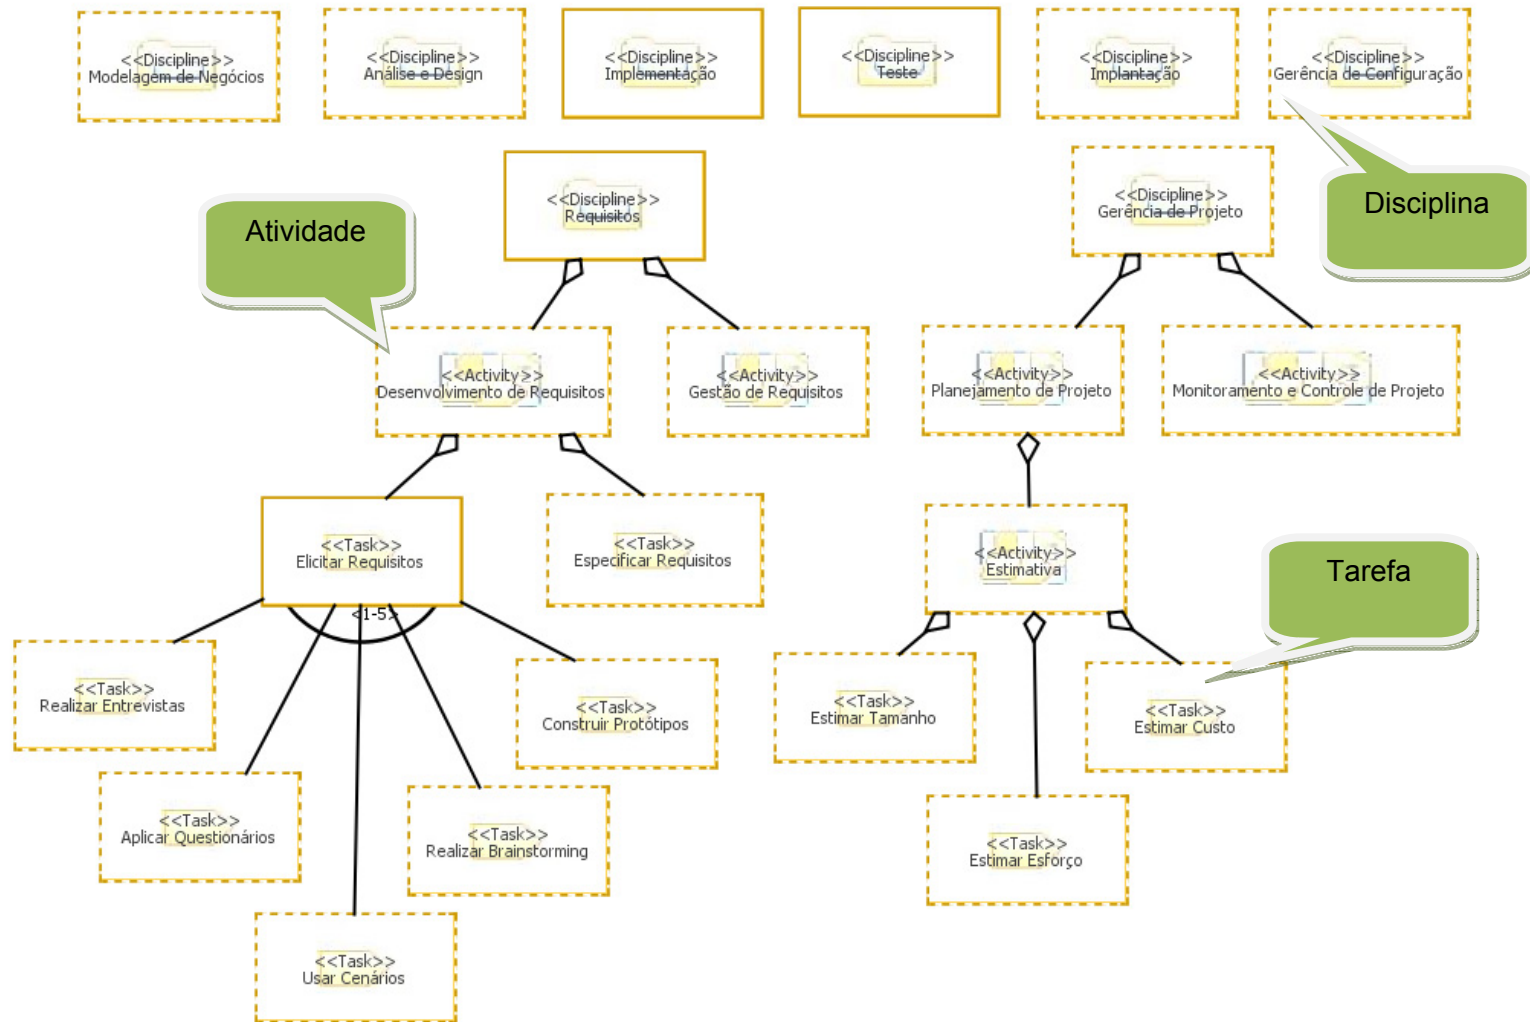 <<Discipline>>
Modelagem de Negócios
<<Discipline>>
Análise e Design
<<Discipline>>
Implementação
<<Discipline>>
Teste
<<Discipline>>
Implantação
<<Discipline>>
Gerência de Configuração
<<Discipline>>
Requisitos
<<Discipline>>
Gerência de Projeto
Disciplina
Atividade
<<Activity>>
Desenvolvimento de Requisitos
<<Activity>>
Gestão de Requisitos
<<Activity>>
Planejamento de Projeto
<<Activity>>
Monitoramento e Controle de Projeto
<<Task>>
Elicitar Requisitos
<<Task>>
Especificar Requisitos
<<Activity>>
Estimativa
Tarefa
<1-5>
<<Task>>
Realizar Entrevistas
<<Task>>
Construir Protótipos
<<Task>>
Estimar Tamanho
<<Task>>
Estimar Custo
<<Task>>
Aplicar Questionários
<<Task>>
Realizar Brainstorming
<<Task>>
Estimar Esforço
<<Task>>
Usar Cenários